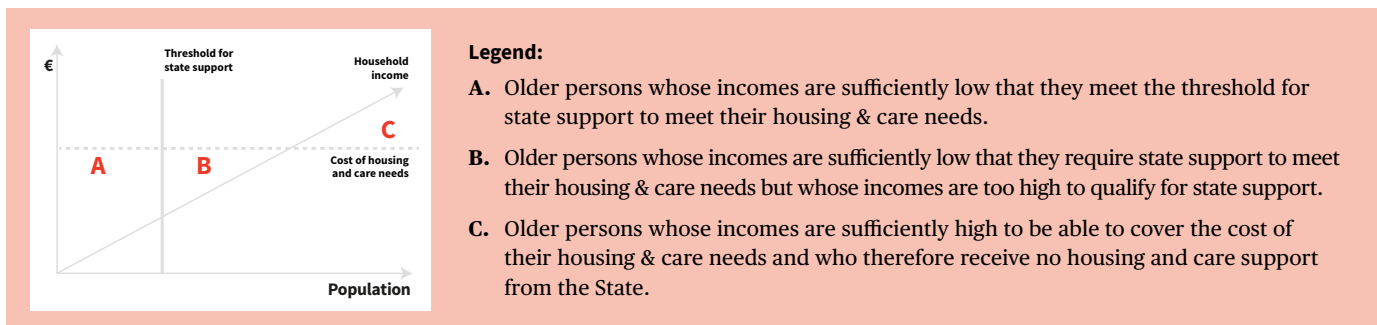 €
Threshold for
state support
Household
income
C
A
B
Cost of housing
and care needs
Population
Legend:
A. Older persons whose incomes are sufficiently low that they meet the threshold for
state support to meet their housing & care needs.
B. Older persons whose incomes are sufficiently low that they require state support to meet
their housing & care needs but whose incomes are too high to qualify for state support.
C. Older persons whose incomes are sufficiently high to be able to cover the cost of
their housing & care needs and who therefore receive no housing and care support
from the State.